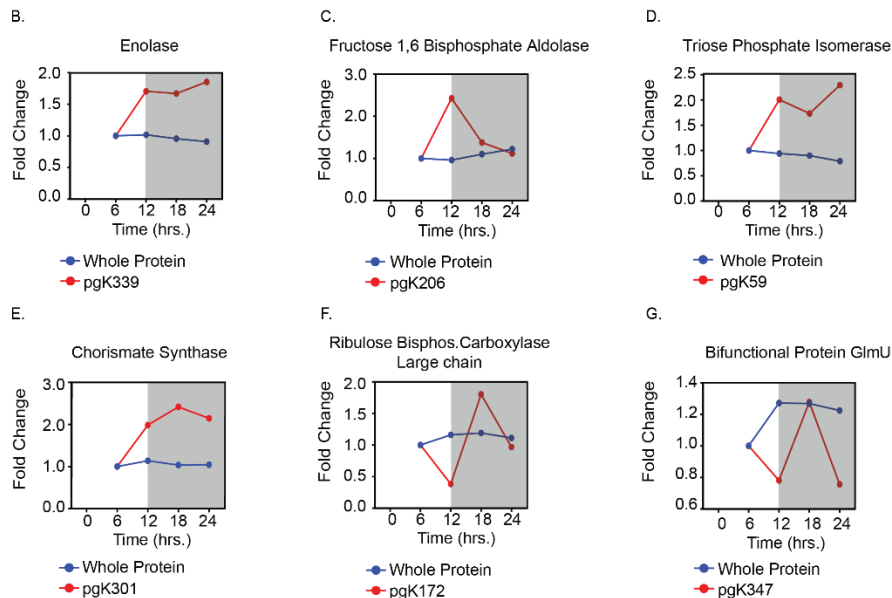 B.
Enolase
Fold Change
2.0
1.5
1.0
0.5
0.0
0 6 12 18 24
Time (hrs.)
Whole Protein
pgK339
C.
Fructose 1,6 Bisphosphate Aldolase
Fold Change
3.0
2.0
1.0
0.0
0 6 12 18 24
Time (hrs.)
Whole Protein
pgK206
D.
Triose Phosphate Isomerase
Fold Change
2.5
2.0
1.5
1.0
0.5
0.0
0 6 12 18 24
Time (hrs.)
Whole Protein
pgK59
E.
Chorismate Synthase
Fold Change
3.0
2.0
1.0
0.0
0 6 12 18 24
Time (hrs.)
Whole Protein
pgK301
F.
Ribulose Bisphos.Carboxylase
Large chain
Fold Change
2.0
1.5
1.0
0.5
0.0
0 6 12 18 24
Time (hrs.)
Whole Protein
pgK172
G.
Bifunctional Protein GlmU
Fold Change
1.4
1.2
1.0
0.8
0.6
0 6 12 18 24
Time (hrs.)
Whole Protein
pgK347